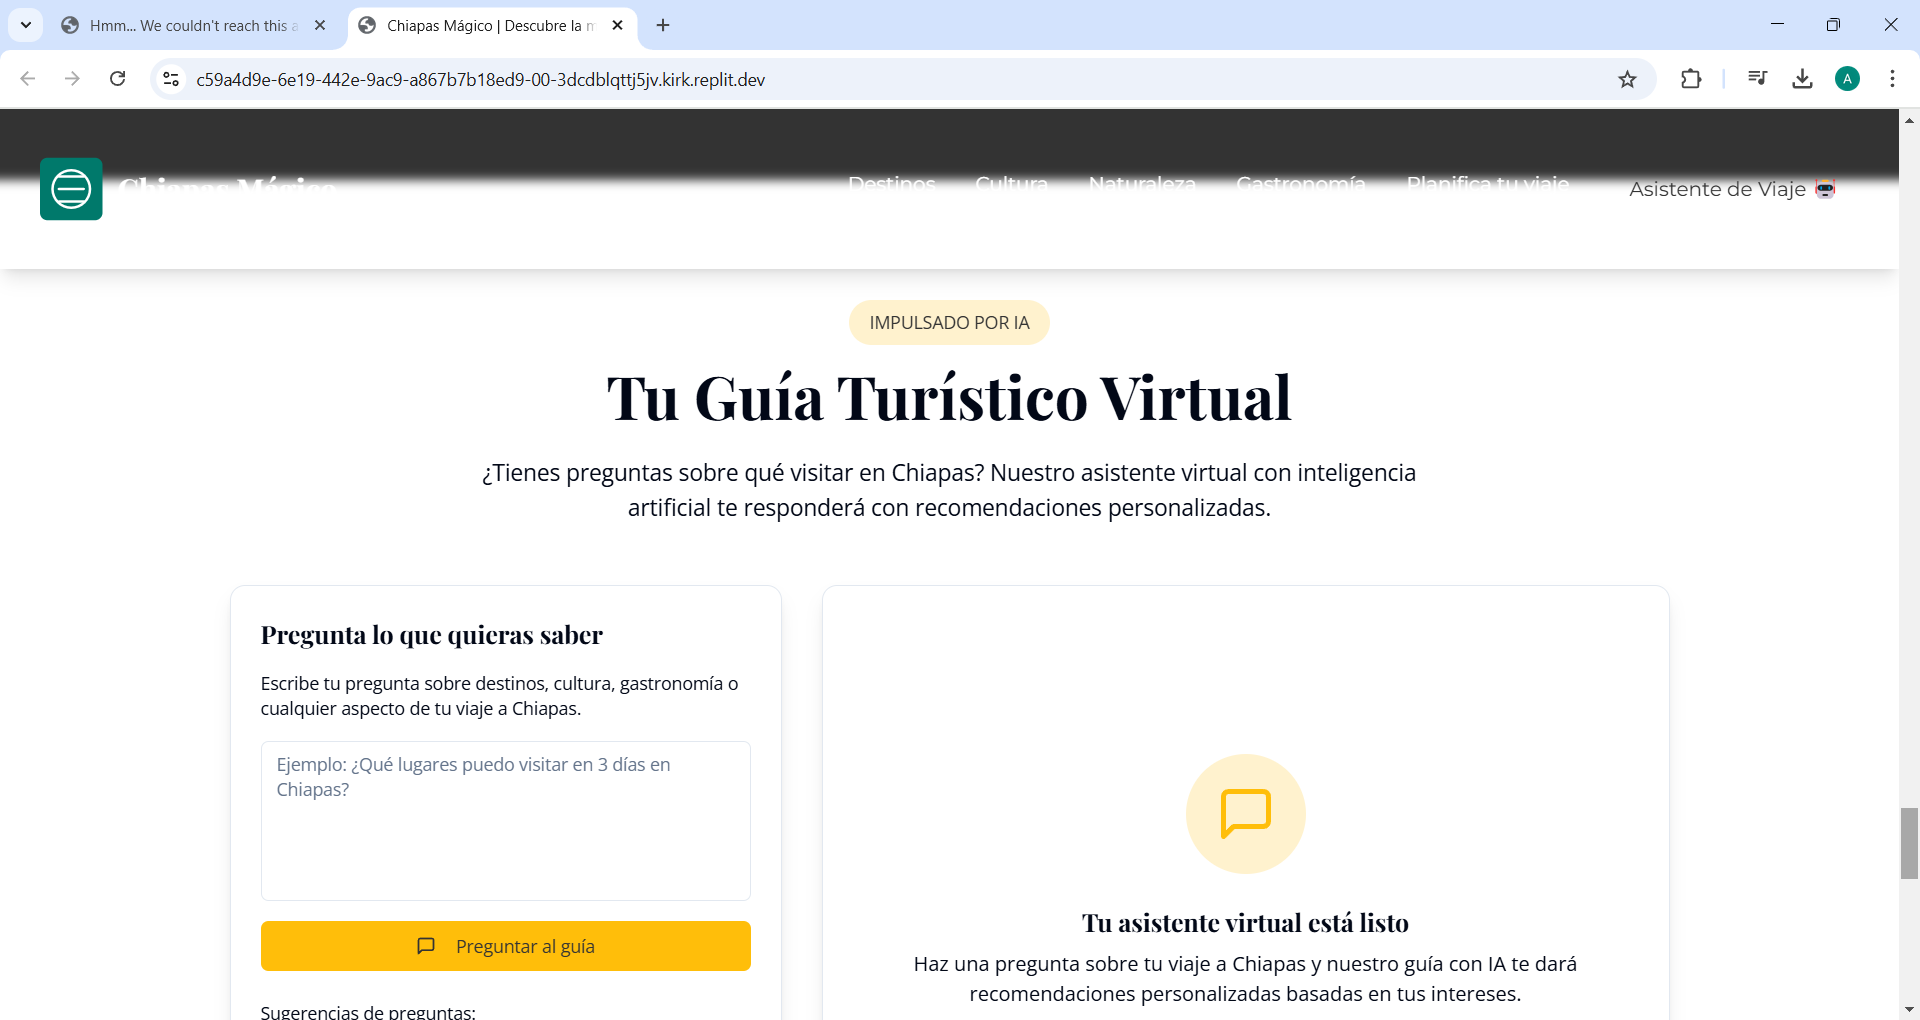 Hmm... We couldn't reach this a
Chiapas Mágico | Descubre la m
c59a4d9e-6e19-442e-9ac9-a867b7b18ed9-00-3dcdblqttj5jv.kirk.replit.dev
A
Chiapas Mágico
Destinos Cultura Naturaleza Gastronomía Planifica tu viaje Asistente de Viaje
IMPULSADO POR IA
Tu Guía Turístico Virtual
¿Tienes preguntas sobre qué visitar en Chiapas? Nuestro asistente virtual con inteligencia
artificial te responderá con recomendaciones personalizadas.
Pregunta lo que quieras saber
Escribe tu pregunta sobre destinos, cultura, gastronomía o
cualquier aspecto de tu viaje a Chiapas.
Ejemplo: ¿Qué lugares puedo visitar en 3 días en
Chiapas?
Preguntar al guía
Sugerencias de preguntas:
Tu asistente virtual está listo
Haz una pregunta sobre tu viaje a Chiapas y nuestro guía con IA te dará
recomendaciones personalizadas basadas en tus intereses.